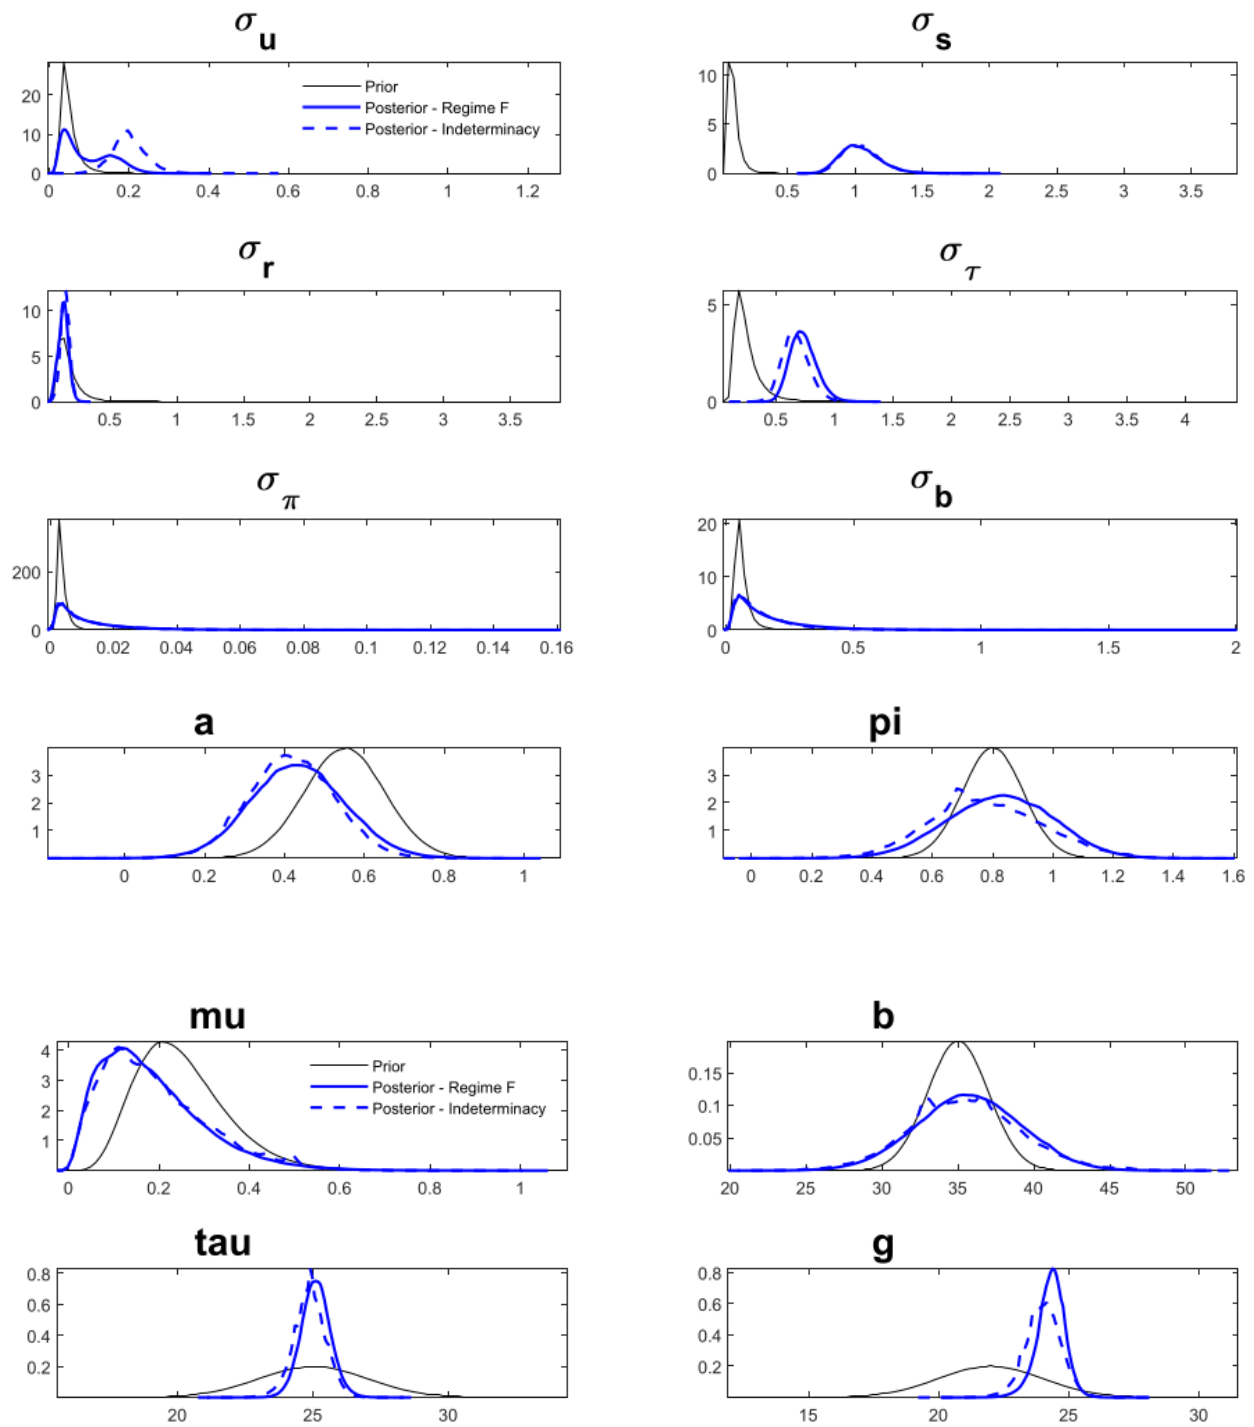 σu
20
10
0
0 0.2 0.4 0.6 0.8 1 1.2
Prior
Posterior - Regime F
Posterior - Indeterminacy
σs
10
5
0
0.5 1 1.5 2 2.5 3 3.5
σr
10
5
0
0.5 1 1.5 2 2.5 3 3.5
στ
5
0
0.5 1 1.5 2 2.5 3 3.5 4
σπ
200
0
0 0.02 0.04 0.06 0.08 0.1 0.12 0.14 0.16
σb
20
10
0
0 0.5 1 1.5 2
a
3
2
1
0 0.2 0.4 0.6 0.8 1
pi
3
2
1
0 0.2 0.4 0.6 0.8 1 1.2 1.4 1.6
mu
4
3
2
1
0 0.2 0.4 0.6 0.8 1
Prior
Posterior - Regime F
Posterior - Indeterminacy
b
0.15
0.1
0.05
20 25 30 35 40 45 50
tau
0.8
0.6
0.4
0.2
20 25 30
g
0.8
0.6
0.4
0.2
15 20 25 30